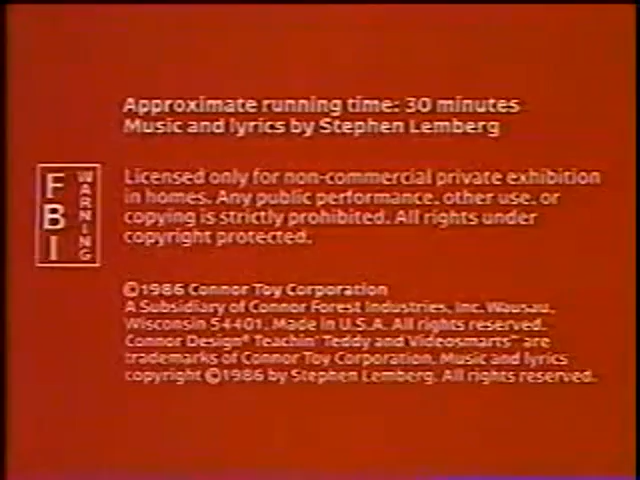 Approximate running time: 30 minutes
Music and lyrics by Stephen Lemberg
FBI WARNING
Licensed only for non-commercial private exhibition
in homes. Any public performance, other use, or
copying is strictly prohibited. All rights under
copyright protected.
©1986 Connor Toy Corporation
A Subsidiary of Connor Forest Industries, Inc. Wausau,
Wisconsin 54401. Made in U.S.A. All rights reserved.
Connor Design® Teachin' Teddy and Videosmarts™ are
trademarks of Connor Toy Corporation. Music and lyrics
copyright ©1986 by Stephen Lemberg. All rights reserved.